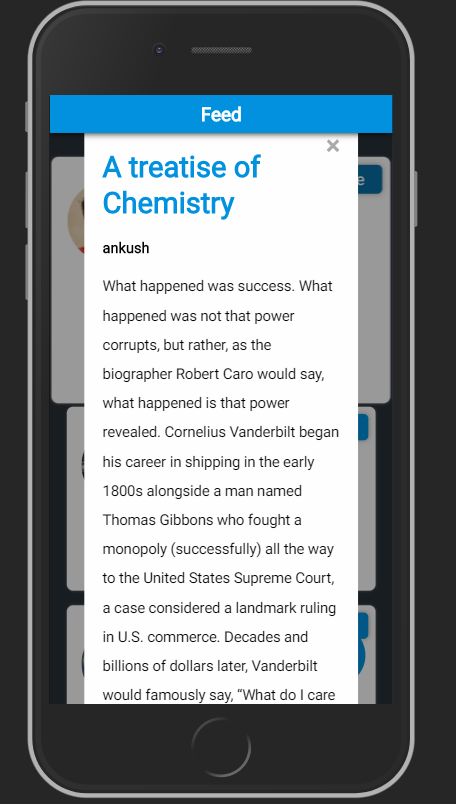 Feed
×
A treatise of
Chemistry
ankush
What happened was success. What
happened was not that power
corrupts, but rather, as the
biographer Robert Caro would say,
what happened is that power
revealed. Cornelius Vanderbilt began
his career in shipping in the early
1800s alongside a man named
Thomas Gibbons who fought a
monopoly (successfully) all the way
to the United States Supreme Court,
a case considered a landmark ruling
in U.S. commerce. Decades and
billions of dollars later, Vanderbilt
would famously say, “What do I care